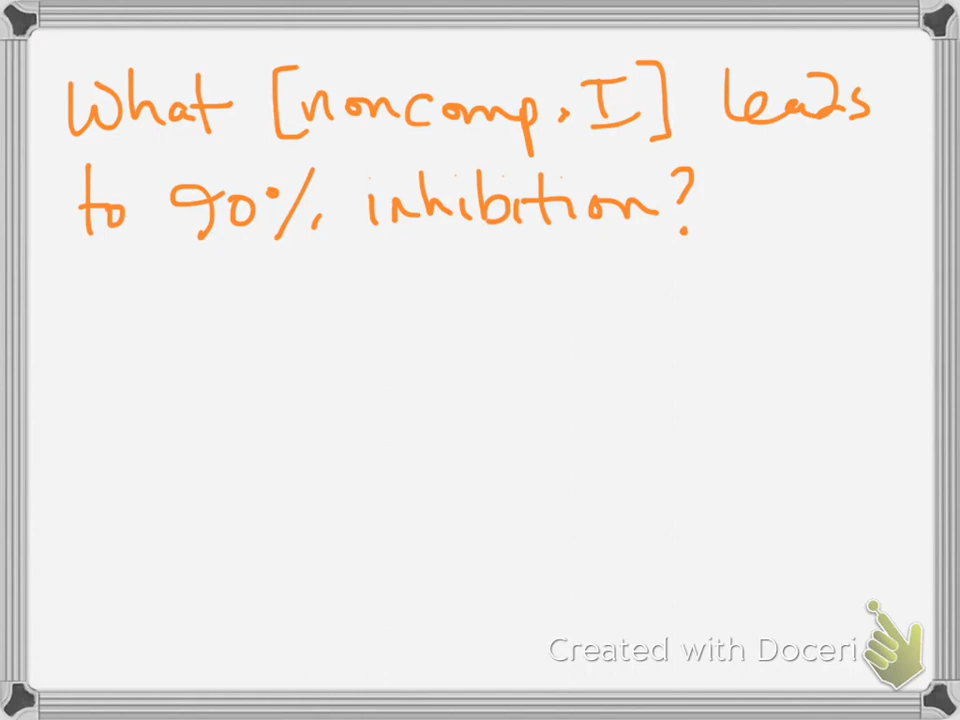 What [noncomp. I] leads
to 90% inhibition?
Created with Doceri